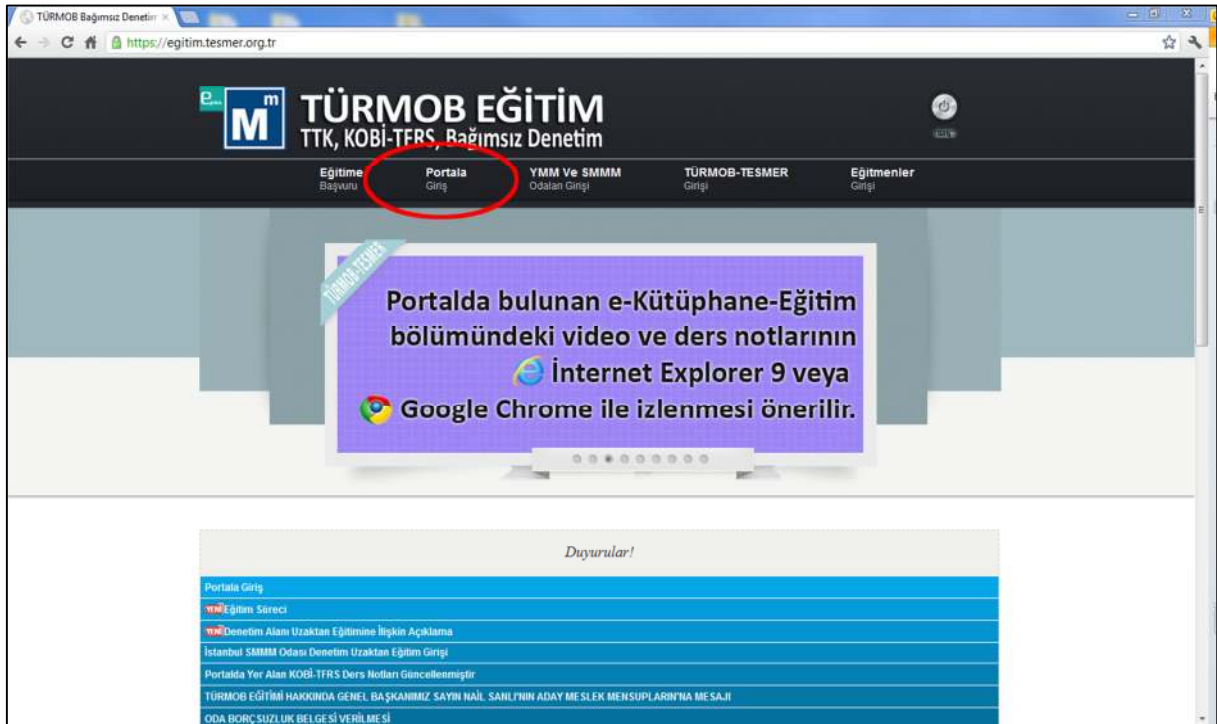 TÜRMOB Bağımsız Denetim
https://egitim.tesmer.org.tr
e
Mm
TÜRMOB EĞİTİM
TTK, KOBİ-TFRS, Bağımsız Denetim
Eğitime
Başvuru
Portala
Giriş
YMM Ve SMMM
Odaları Girişi
TÜRMOB-TESMER
Girişi
Eğitmenler
Girişi
TÜRMOB-TESMER
Portalda bulunan e-Kütüphane-Eğitim
bölümündeki video ve ders notlarının
İnternet Explorer 9 veya
Google Chrome ile izlenmesi önerilir.
Duyurular!
Portala Giriş
YENİ Eğitim Süreci
YENİ Denetim Alanı Uzaktan Eğitimine İlişkin Açıklama
İstanbul SMMM Odası Denetim Uzaktan Eğitim Girişi
Portalda Yer Alan KOBİ-TFRS Ders Notları Güncellenmiştir
TÜRMOB EĞİTİMİ HAKKINDA GENEL BAŞKANIMIZ SAYIN NAİL SANLI'NIN ADAY MESLEK MENSUPLARIN'NA MESAJI
ODA BORÇSUZLUK BELGESİ VERİLMESİ